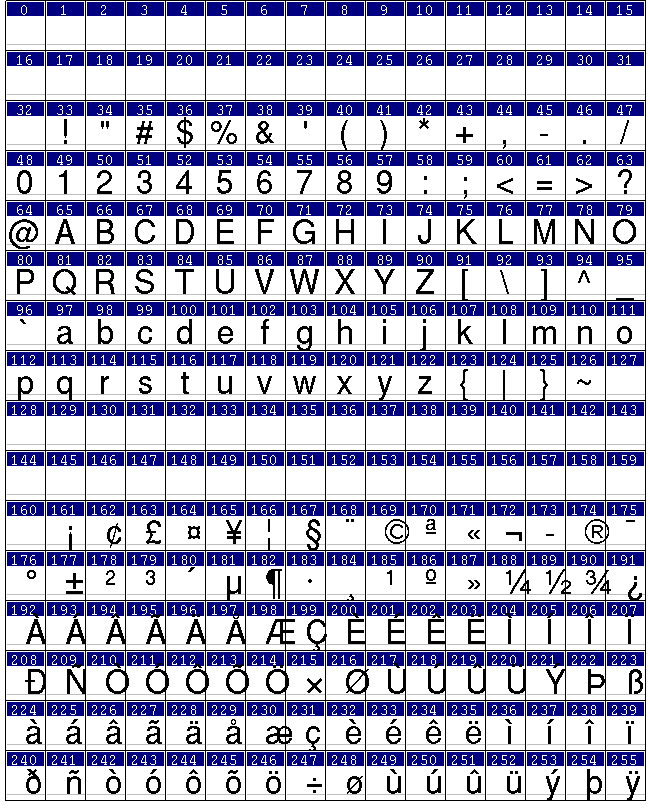 0 1 2 3 4 5 6 7 8 9 10 11 12 13 14 15
16 17 18 19 20 21 22 23 24 25 26 27 28 29 30 31
32 33 34 35 36 37 38 39 40 41 42 43 44 45 46 47
! " # $ % & ' ( ) * + , - . /
48 49 50 51 52 53 54 55 56 57 58 59 60 61 62 63
0 1 2 3 4 5 6 7 8 9 : ; < = > ?
64 65 66 67 68 69 70 71 72 73 74 75 76 77 78 79
@ A B C D E F G H I J K L M N O
80 81 82 83 84 85 86 87 88 89 90 91 92 93 94 95
P Q R S T U V W X Y Z [ \ ] ^ _
96 97 98 99 100 101 102 103 104 105 106 107 108 109 110 111
` a b c d e f g h i j k l m n o
112 113 114 115 116 117 118 119 120 121 122 123 124 125 126 127
p q r s t u v w x y z { | } ~
128 129 130 131 132 133 134 135 136 137 138 139 140 141 142 143
144 145 146 147 148 149 150 151 152 153 154 155 156 157 158 159
160 161 162 163 164 165 166 167 168 169 170 171 172 173 174 175
¡ ¢ £ ¤ ¥ ¦ § ¨ © ª « ¬ - ® ¯
176 177 178 179 180 181 182 183 184 185 186 187 188 189 190 191
° ± ² ³ ´ µ ¶ · ¸ ¹ º » ¼ ½ ¾ ¿
192 193 194 195 196 197 198 199 200 201 202 203 204 205 206 207
À Á Â Ã Ä Å Æ Ç È É Ê Ë Ì Í Î Ï
208 209 210 211 212 213 214 215 216 217 218 219 220 221 222 223
Ð Ñ Ò Ó Ô Õ Ö × Ø Ù Ú Û Ü Ý Þ ß
224 225 226 227 228 229 230 231 232 233 234 235 236 237 238 239
à á â ã ä å æ ç è é ê ë ì í î ï
240 241 242 243 244 245 246 247 248 249 250 251 252 253 254 255
ð ñ ò ó ô õ ö ÷ ø ù ú û ü ý þ ÿ